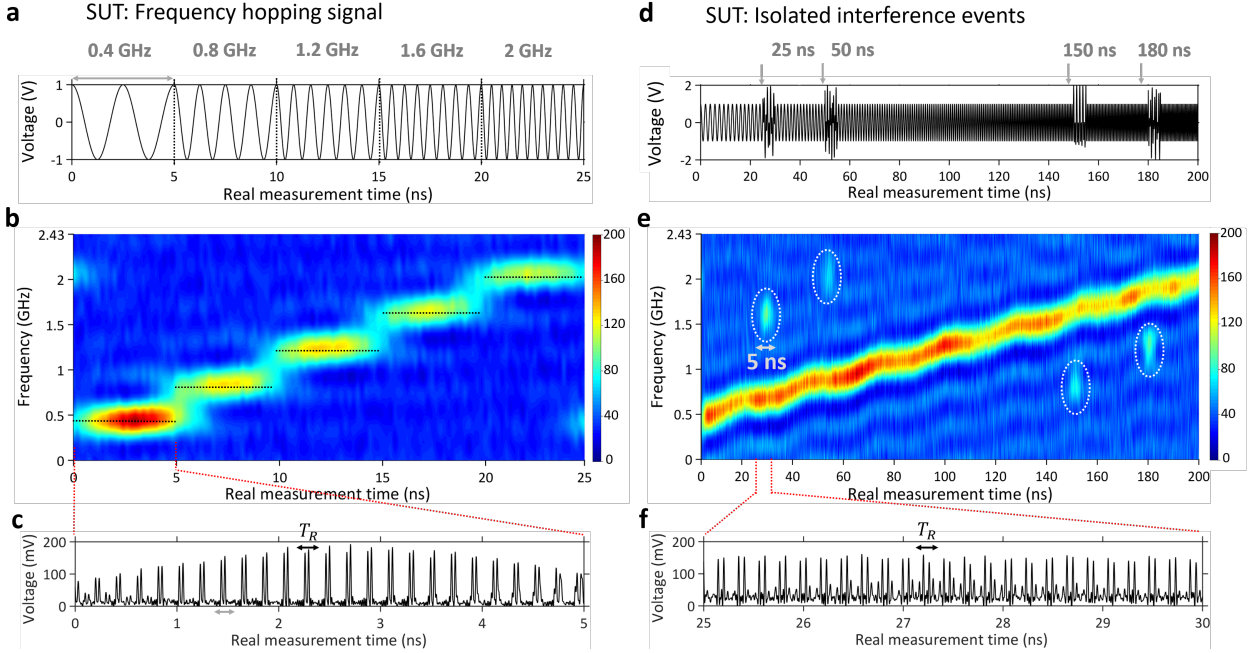 a
SUT: Frequency hopping signal
0.4 GHz 0.8 GHz 1.2 GHz 1.6 GHz 2 GHz
Voltage (V)
1
0
-1
0 5 10 15 20 25
Real measurement time (ns)
b
Frequency (GHz)
2.43
2
1.5
1
0.5
0
0 5 10 15 20 25
Real measurement time (ns)
200
160
120
80
40
0
c
T_R
Voltage (mV)
200
100
0
0 1 2 3 4 5
Real measurement time (ns)
d
SUT: Isolated interference events
25 ns 50 ns 150 ns 180 ns
Voltage (V)
2
0
-2
0 20 40 60 80 100 120 140 160 180 200
Real measurement time (ns)
e
Frequency (GHz)
2.43
2
1.5
1
0.5
0
5 ns
0 20 40 60 80 100 120 140 160 180 200
Real measurement time (ns)
200
160
120
80
40
0
f
T_R
Voltage (mV)
200
100
0
25 26 27 28 29 30
Real measurement time (ns)